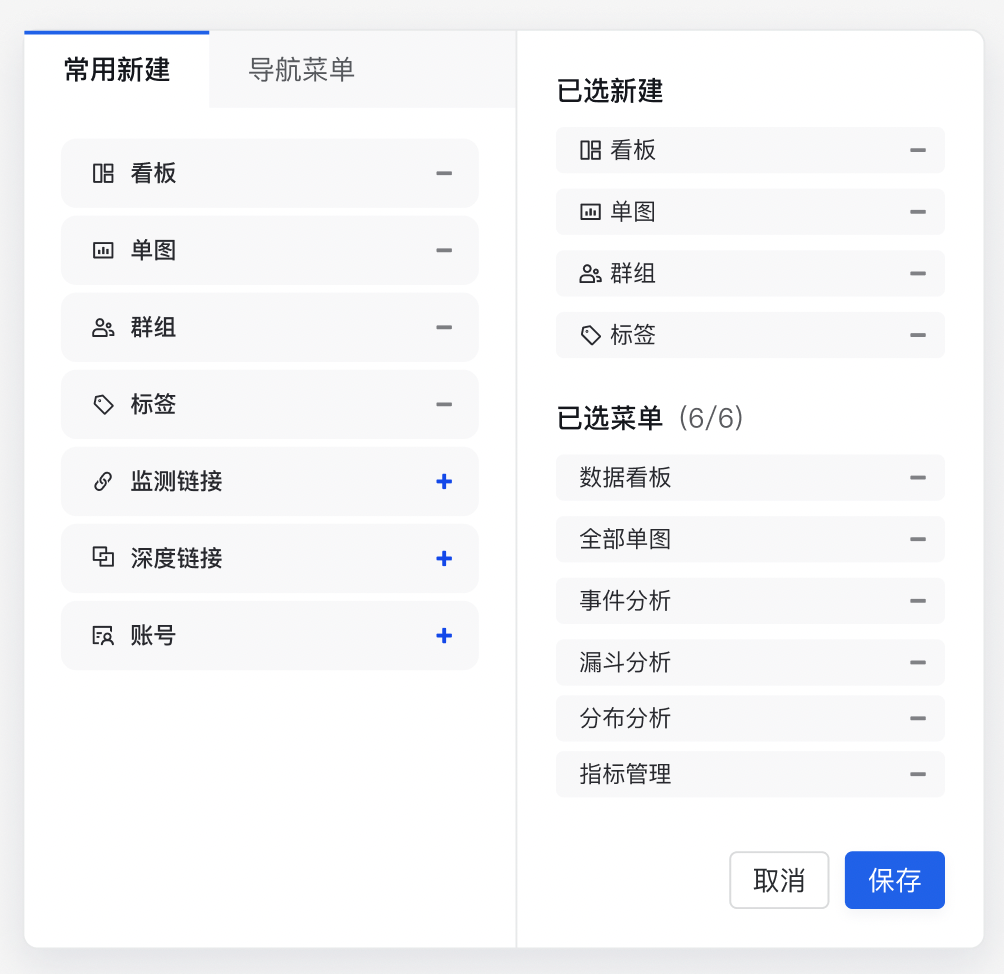 常用新建
导航菜单
看板
单图
群组
标签
监测链接
深度链接
账号
已选新建
看板
单图
群组
标签
已选菜单 (6/6)
数据看板
全部单图
事件分析
漏斗分析
分布分析
指标管理
取消
保存